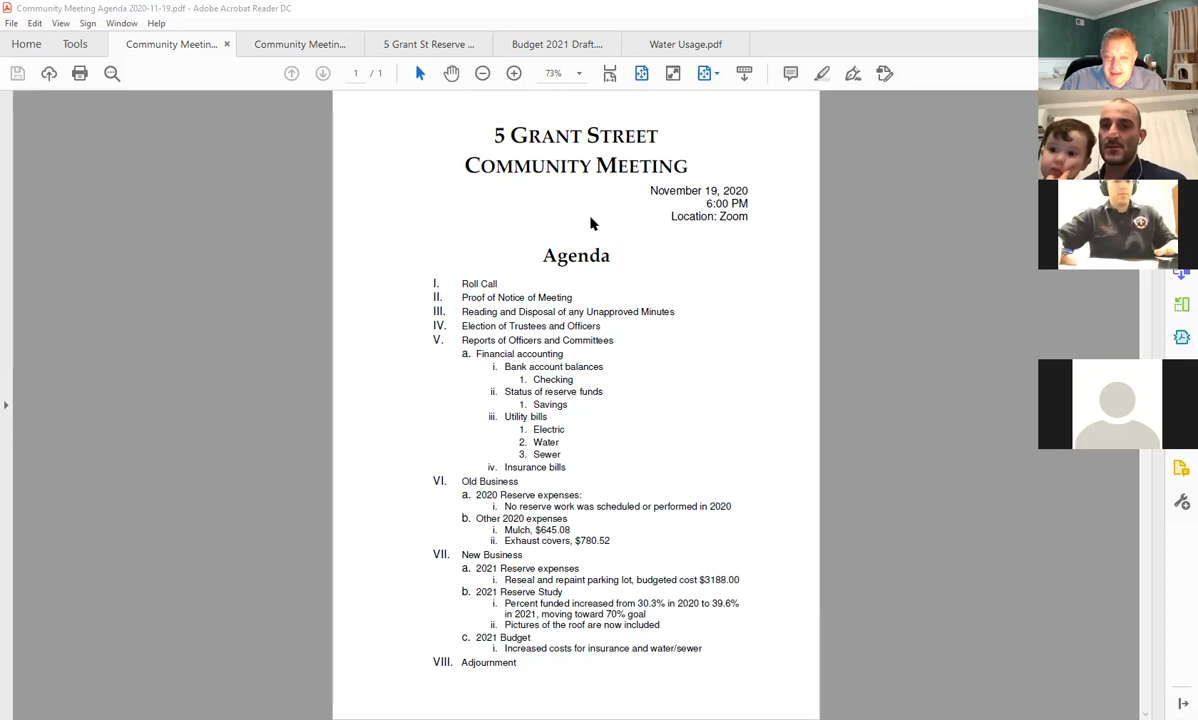 Community Meeting Agenda 2020-11-19.pdf - Adobe Acrobat Reader DC
File Edit View Sign Window Help
Home Tools Community Meetin... × Community Meetin... 5 Grant St Reserve ... Budget 2021 Draft.... Water Usage.pdf
1 / 1 73%
5 GRANT STREET
COMMUNITY MEETING
November 19, 2020
6:00 PM
Location: Zoom
Agenda
I. Roll Call
II. Proof of Notice of Meeting
III. Reading and Disposal of any Unapproved Minutes
IV. Election of Trustees and Officers
V. Reports of Officers and Committees
a. Financial accounting
i. Bank account balances
1. Checking
ii. Status of reserve funds
1. Savings
iii. Utility bills
1. Electric
2. Water
3. Sewer
iv. Insurance bills
VI. Old Business
a. 2020 Reserve expenses:
i. No reserve work was scheduled or performed in 2020
b. Other 2020 expenses
i. Mulch, $645.08
ii. Exhaust covers, $780.52
VII. New Business
a. 2021 Reserve expenses
i. Reseal and repaint parking lot, budgeted cost $3188.00
b. 2021 Reserve Study
i. Percent funded increased from 30.3% in 2020 to 39.6%
in 2021, moving toward 70% goal
ii. Pictures of the roof are now included
c. 2021 Budget
i. Increased costs for insurance and water/sewer
VIII. Adjournment